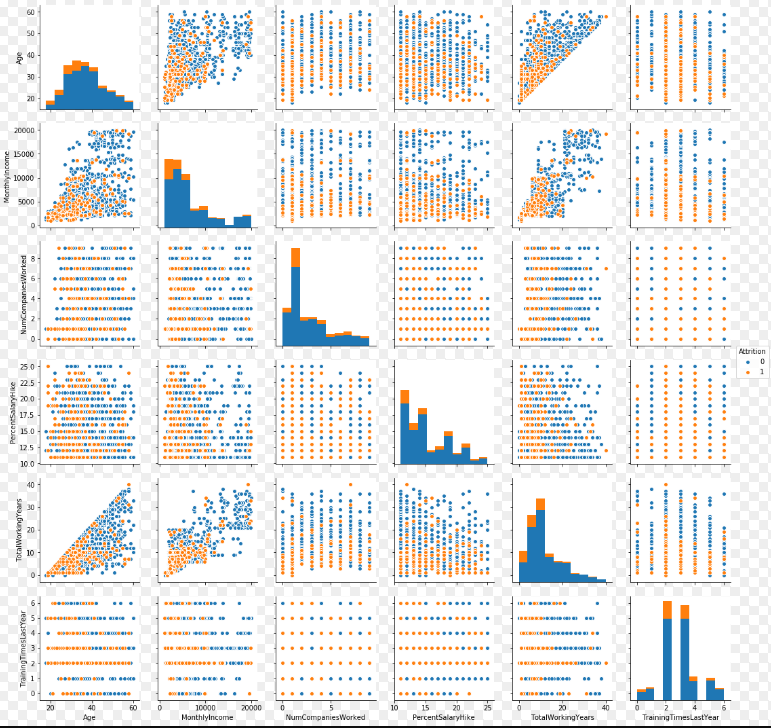 60
50
40
30
20
Age
20000
15000
10000
5000
0
MonthlyIncome
8
6
4
2
0
NumCompaniesWorked
25.0
22.5
20.0
17.5
15.0
12.5
10.0
PercentSalaryHike
Attrition
0
1
40
30
20
10
0
TotalWorkingYears
6
5
4
3
2
1
0
TrainingTimesLastYear
20 40 60
0 10000 20000
0 5
10 15 20 25
0 20 40
0 2 4 6
Age MonthlyIncome NumCompaniesWorked PercentSalaryHike TotalWorkingYears TrainingTimesLastYear